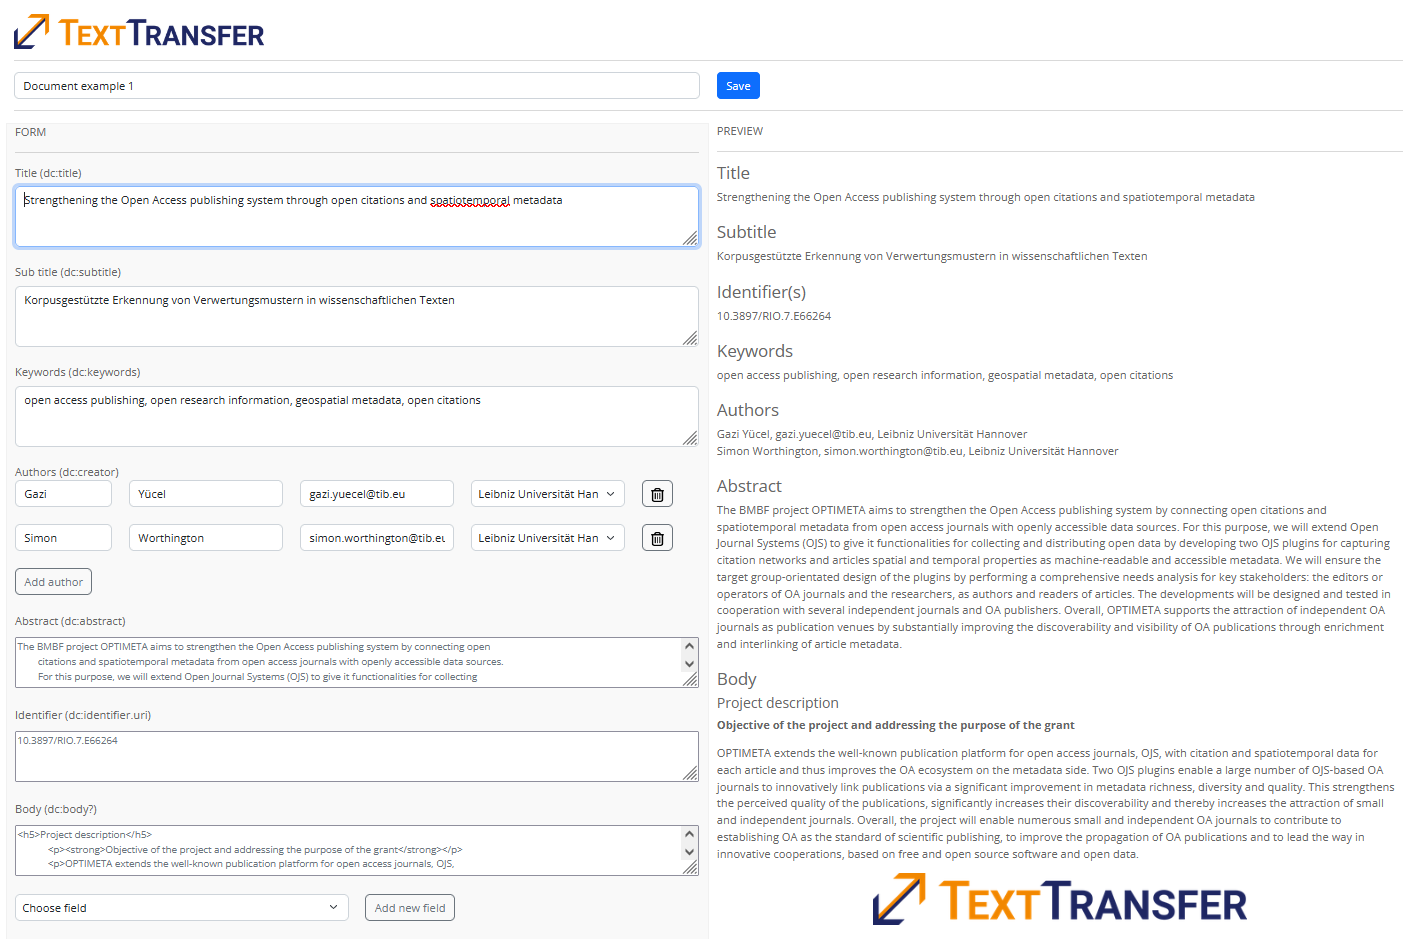 TEXTTRANSFER
Document example 1
Save
FORM
Title (dc:title)
Strengthening the Open Access publishing system through open citations and spatiotemporal metadata
Sub title (dc:subtitle)
Korpusgestützte Erkennung von Verwertungsmustern in wissenschaftlichen Texten
Keywords (dc:keywords)
open access publishing, open research information, geospatial metadata, open citations
Authors (dc:creator)
Gazi Yücel gazi.yuecel@tib.eu Leibniz Universität Han
Simon Worthington simon.worthington@tib.eu Leibniz Universität Han
Add author
Abstract (dc:abstract)
The BMBF project OPTIMETA aims to strengthen the Open Access publishing system by connecting open
citations and spatiotemporal metadata from open access journals with openly accessible data sources.
For this purpose, we will extend Open Journal Systems (OJS) to give it functionalities for collecting
Identifier (dc:identifier.uri)
10.3897/RIO.7.E66264
Body (dc:body?)
<h5>Project description</h5>
<p><strong>Objective of the project and addressing the purpose of the grant</strong></p>
<p>OPTIMETA extends the well-known publication platform for open access journals, OJS,
Choose field
Add new field
PREVIEW
Title
Strengthening the Open Access publishing system through open citations and spatiotemporal metadata
Subtitle
Korpusgestützte Erkennung von Verwertungsmustern in wissenschaftlichen Texten
Identifier(s)
10.3897/RIO.7.E66264
Keywords
open access publishing, open research information, geospatial metadata, open citations
Authors
Gazi Yücel, gazi.yuecel@tib.eu, Leibniz Universität Hannover
Simon Worthington, simon.worthington@tib.eu, Leibniz Universität Hannover
Abstract
The BMBF project OPTIMETA aims to strengthen the Open Access publishing system by connecting open citations and
spatiotemporal metadata from open access journals with openly accessible data sources. For this purpose, we will extend Open
Journal Systems (OJS) to give it functionalities for collecting and distributing open data by developing two OJS plugins for capturing
citation networks and articles spatial and temporal properties as machine-readable and accessible metadata. We will ensure the
target group-orientated design of the plugins by performing a comprehensive needs analysis for key stakeholders: the editors or
operators of OA journals and the researchers, as authors and readers of articles. The developments will be designed and tested in
cooperation with several independent journals and OA publishers. Overall, OPTIMETA supports the attraction of independent OA
journals as publication venues by substantially improving the discoverability and visibility of OA publications through enrichment
and interlinking of article metadata.
Body
Project description
Objective of the project and addressing the purpose of the grant
OPTIMETA extends the well-known publication platform for open access journals, OJS, with citation and spatiotemporal data for
each article and thus improves the OA ecosystem on the metadata side. Two OJS plugins enable a large number of OJS-based OA
journals to innovatively link publications via a significant improvement in metadata richness, diversity and quality. This strengthens
the perceived quality of the publications, significantly increases their discoverability and thereby increases the attraction of small
and independent journals. Overall, the project will enable numerous small and independent OA journals to contribute to
establishing OA as the standard of scientific publishing, to improve the propagation of OA publications and to lead the way in
innovative cooperations, based on free and open source software and open data.
TEXTTRANSFER